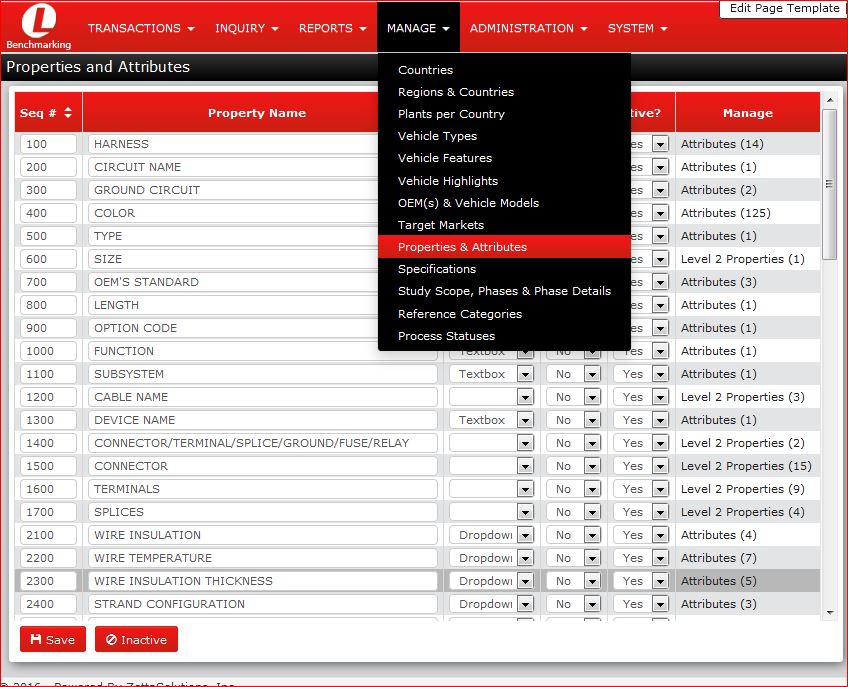 Edit Page Template
L
Benchmarking
TRANSACTIONS INQUIRY REPORTS MANAGE ADMINISTRATION SYSTEM
Properties and Attributes
Countries
Regions & Countries
Plants per Country
Vehicle Types
Vehicle Features
Vehicle Highlights
OEM(s) & Vehicle Models
Target Markets
Properties & Attributes
Specifications
Study Scope, Phases & Phase Details
Reference Categories
Process Statuses
Seq # Property Name tive? Manage
100 HARNESS es Attributes (14)
200 CIRCUIT NAME es Attributes (1)
300 GROUND CIRCUIT es Attributes (2)
400 COLOR es Attributes (125)
500 TYPE es Attributes (1)
600 SIZE es Level 2 Properties (1)
700 OEM'S STANDARD es Attributes (3)
800 LENGTH es Attributes (1)
900 OPTION CODE es Attributes (1)
1000 FUNCTION Textbox No Yes Attributes (1)
1100 SUBSYSTEM Textbox No Yes Attributes (1)
1200 CABLE NAME No Yes Level 2 Properties (3)
1300 DEVICE NAME Textbox No Yes Attributes (1)
1400 CONNECTOR/TERMINAL/SPLICE/GROUND/FUSE/RELAY No Yes Level 2 Properties (2)
1500 CONNECTOR No Yes Level 2 Properties (15)
1600 TERMINALS No Yes Level 2 Properties (9)
1700 SPLICES No Yes Level 2 Properties (4)
2100 WIRE INSULATION Dropdow No Yes Attributes (4)
2200 WIRE TEMPERATURE Dropdow No Yes Attributes (7)
2300 WIRE INSULATION THICKNESS Dropdow No Yes Attributes (5)
2400 STRAND CONFIGURATION Dropdow No Yes Attributes (3)
Save Inactive
© 2016 - Powered By ZettaSolutions, Inc